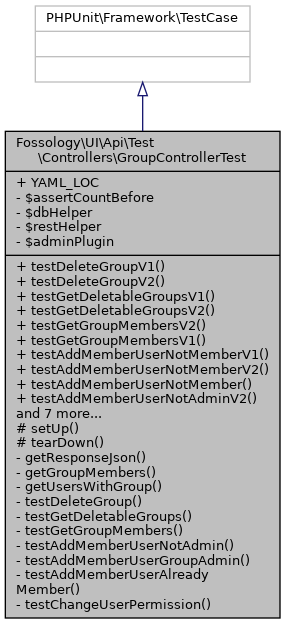 PHPUnit\Framework\TestCase
Fossology\UI\Api\Test
\Controllers\GroupControllerTest
+ YAML_LOC
- $assertCountBefore
- $dbHelper
- $restHelper
- $adminPlugin
+ testDeleteGroupV1()
+ testDeleteGroupV2()
+ testGetDeletableGroupsV1()
+ testGetDeletableGroupsV2()
+ testGetGroupMembersV2()
+ testGetGroupMembersV1()
+ testAddMemberUserNotMemberV1()
+ testAddMemberUserNotMemberV2()
+ testAddMemberUserNotMember()
+ testAddMemberUserNotAdminV2()
and 7 more...
# setUp()
# tearDown()
- getResponseJson()
- getGroupMembers()
- getUsersWithGroup()
- testDeleteGroup()
- testGetDeletableGroups()
- testGetGroupMembers()
- testAddMemberUserNotAdmin()
- testAddMemberUserGroupAdmin()
- testAddMemberUserAlready
Member()
- testChangeUserPermission()